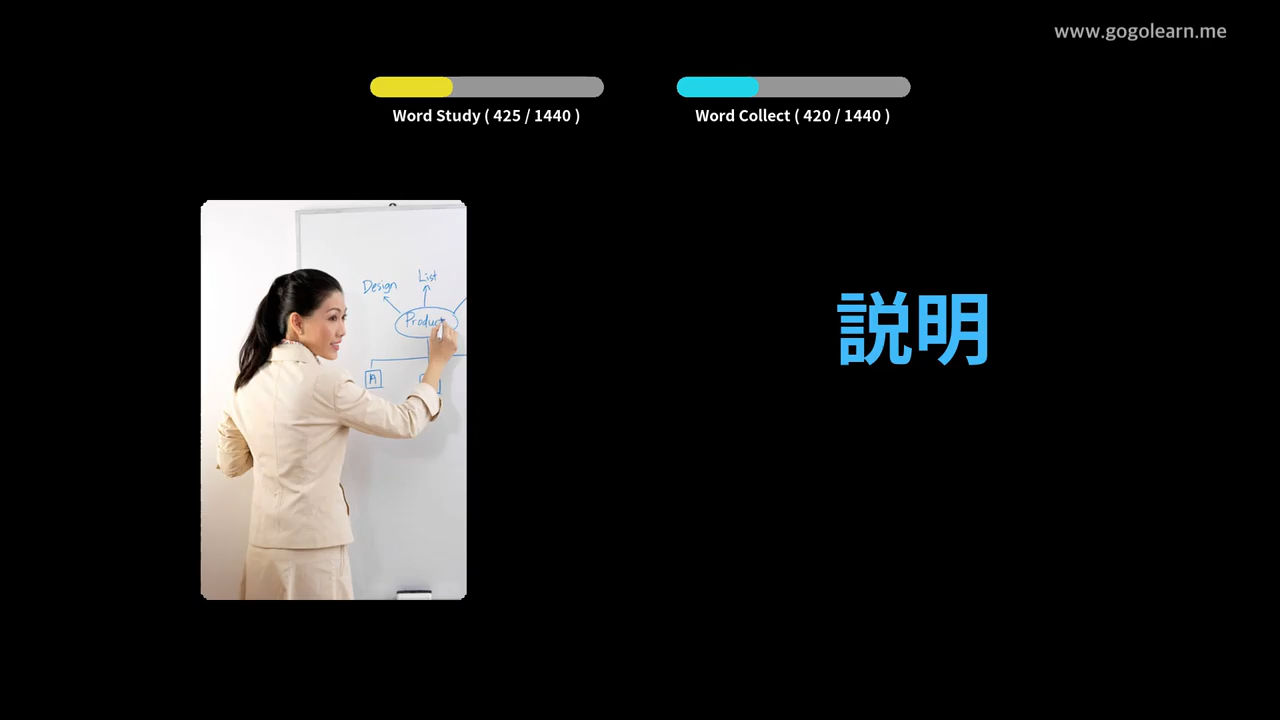 www.gogolearn.me
Word Study ( 425 / 1440 )
Word Collect ( 420 / 1440 )
List
Design
Product
A
説明